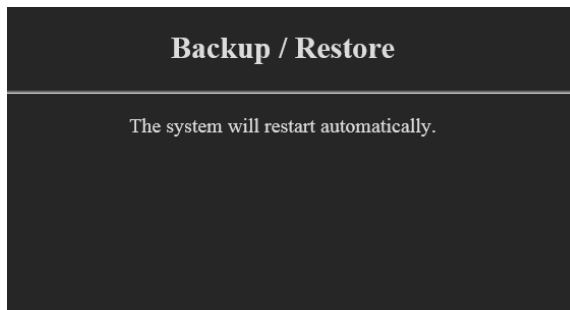 Backup / Restore
The system will restart automatically.